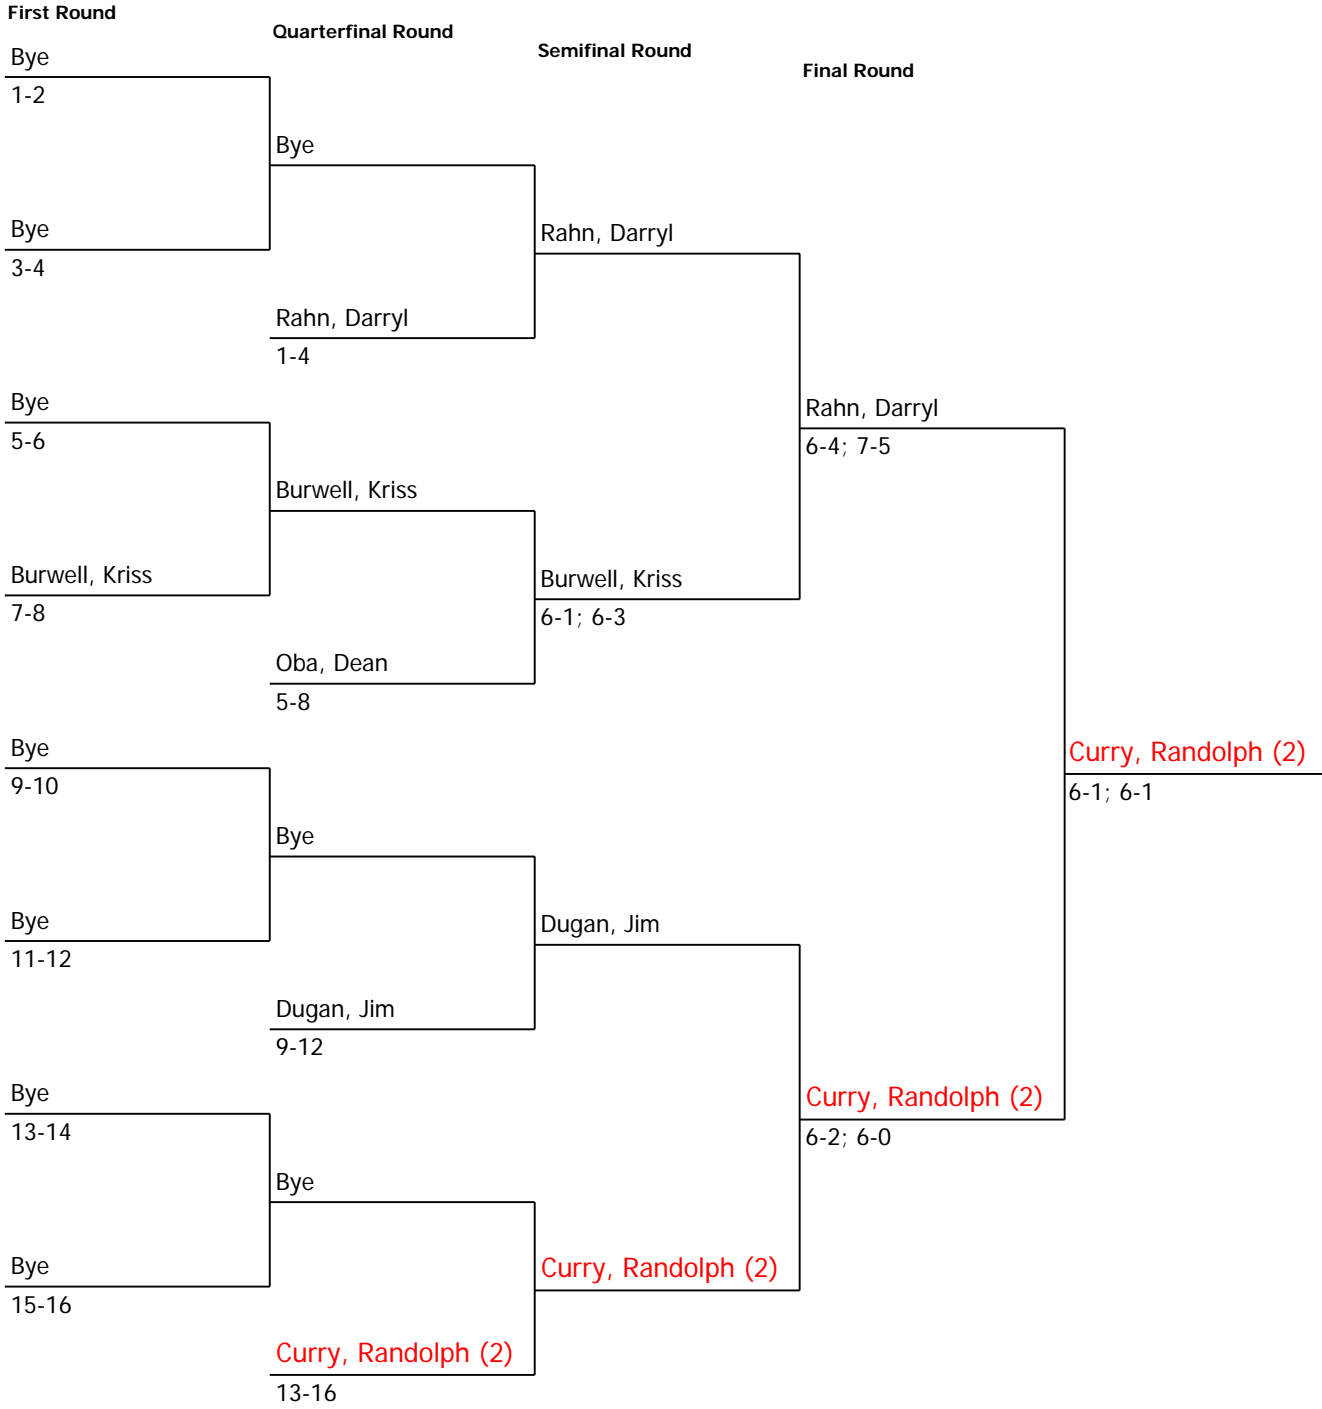 First Round
Quarterfinal Round
Semifinal Round
Final Round
Bye
1-2
Bye
Bye
3-4
Rahn, Darryl
Rahn, Darryl
1-4
Bye
5-6
Rahn, Darryl
6-4; 7-5
Burwell, Kriss
Burwell, Kriss
7-8
Burwell, Kriss
6-1; 6-3
Oba, Dean
5-8
Bye
9-10
Curry, Randolph (2)
6-1; 6-1
Bye
Bye
11-12
Dugan, Jim
Dugan, Jim
9-12
Bye
13-14
Curry, Randolph (2)
6-2; 6-0
Bye
Bye
15-16
Curry, Randolph (2)
Curry, Randolph (2)
13-16